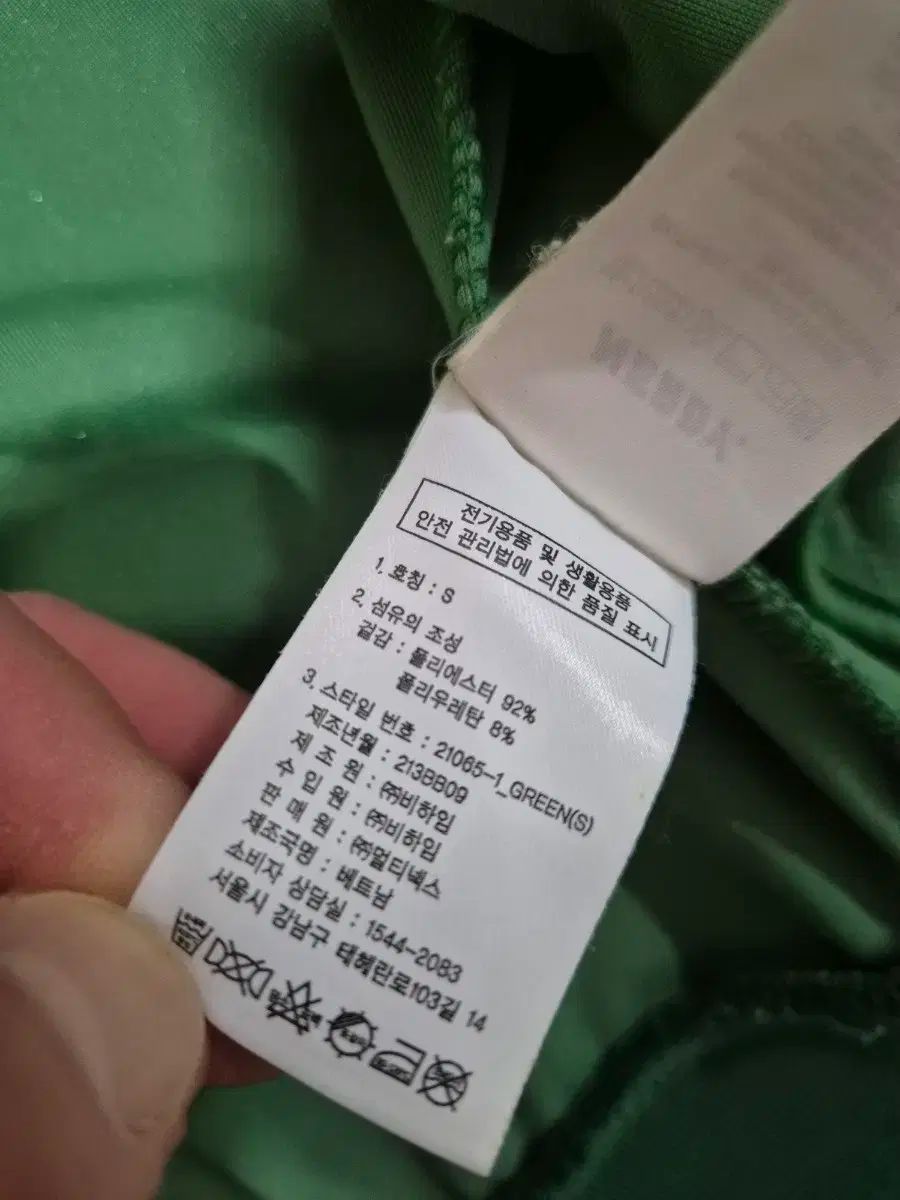 전기용품 및 생활용품
안전 관리법에 의한 품질 표시
1. 호칭 : S
2. 섬유의 조성
겉감 : 폴리에스터 92%
폴리우레탄 8%
3. 스타일 번호 : 21065-1_GREEN(S)
제조년월 : 213BB09
제 조 원 : ㈜비하임
수 입 원 : ㈜비하임
판 매 원 : ㈜멀티넥스
제조국명 : 베트남
소비자 상담실 : 1544-2083
서울시 강남구 테헤란로103길 14